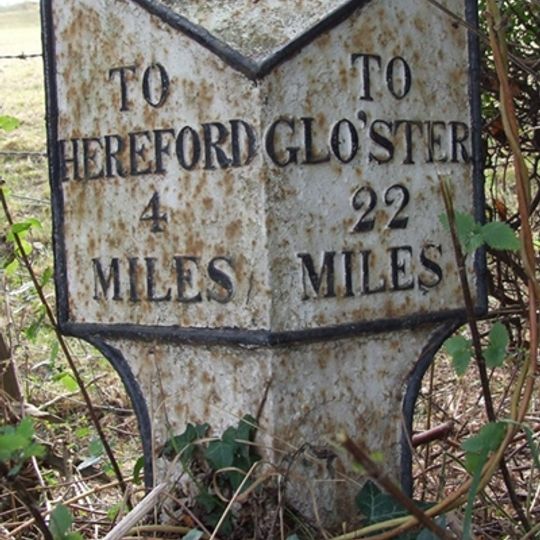 TO
HEREFORD
4
MILES
TO
GLO'STER
22
MILES